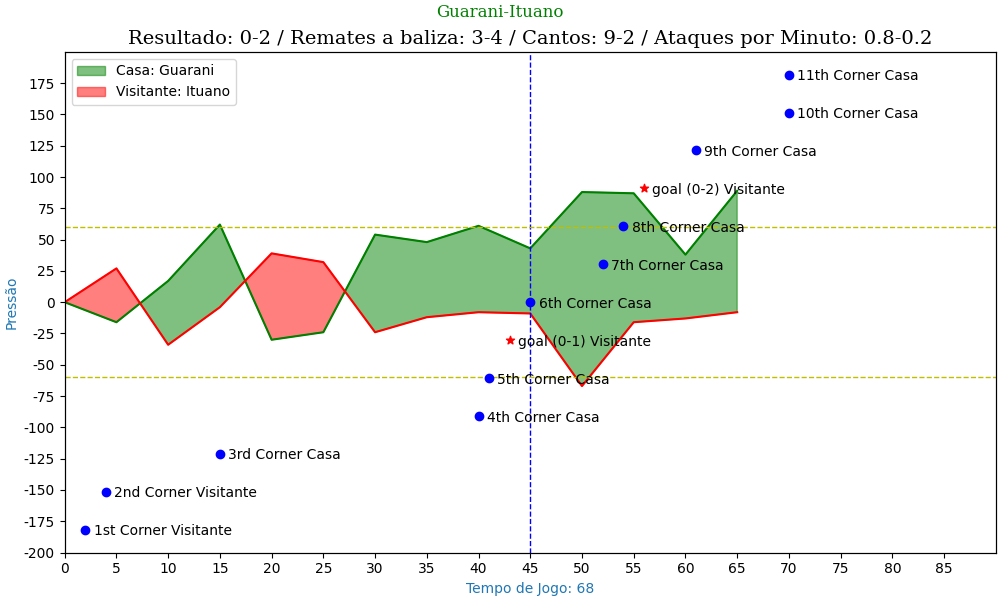 Guarani-Ituano
Resultado: 0-2 / Remates a baliza: 3-4 / Cantos: 9-2 / Ataques por Minuto: 0.8-0.2
Casa: Guarani
Visitante: Ituano
175
150
125
100
75
50
25
0
-25
-50
-75
-100
-125
-150
-175
-200
Pressão
11th Corner Casa
10th Corner Casa
9th Corner Casa
goal (0-2) Visitante
8th Corner Casa
7th Corner Casa
6th Corner Casa
goal (0-1) Visitante
5th Corner Casa
4th Corner Casa
3rd Corner Casa
2nd Corner Visitante
1st Corner Visitante
0 5 10 15 20 25 30 35 40 45 50 55 60 65 70 75 80 85
Tempo de Jogo: 68